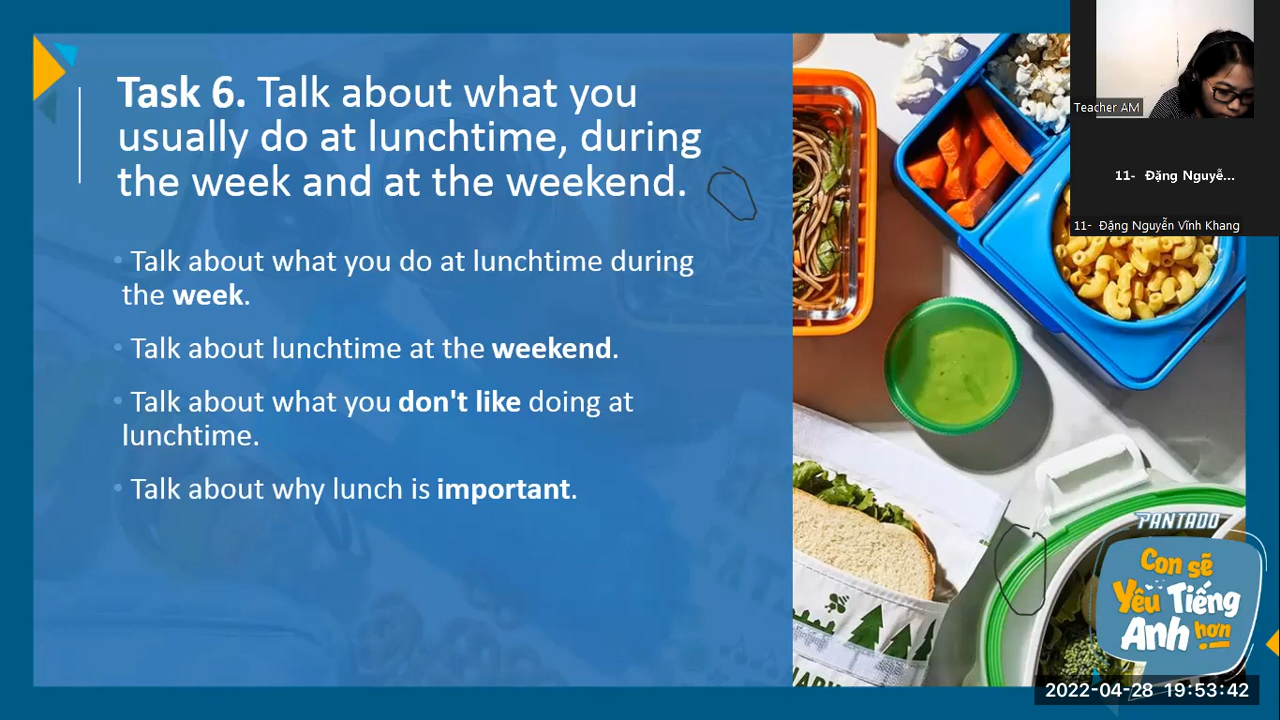 Task 6. Talk about what you
usually do at lunchtime, during
the week and at the weekend.
Talk about what you do at lunchtime during
the week.
Talk about lunchtime at the weekend.
Talk about what you don't like doing at
lunchtime.
Talk about why lunch is important.
Teacher AM
11- Đặng Nguyễ...
11- Đặng Nguyễn Vĩnh Khang
PANTADO
Con sẽ
Yêu Tiếng
Anh hơn
2022-04-28 19:53:42